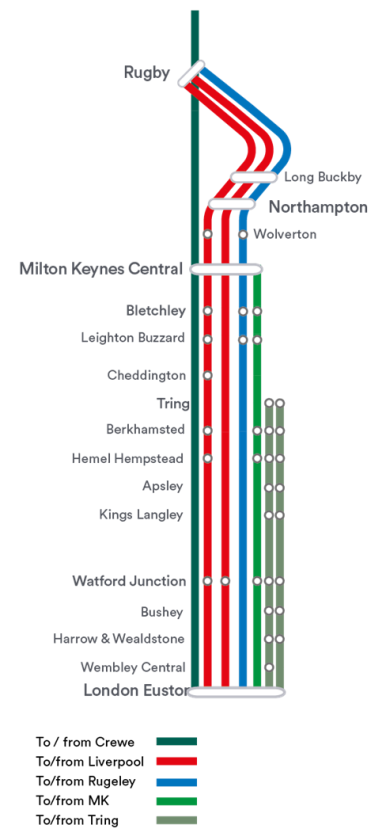 Rugby
Long Buckby
Northampton
Wolverton
Milton Keynes Central
Bletchley
Leighton Buzzard
Cheddington
Tring
Berkhamsted
Hemel Hempstead
Apsley
Kings Langley
Watford Junction
Bushey
Harrow & Wealdstone
Wembley Central
London Eustor
To / from Crewe
To/from Liverpool
To/from Rugeley
To/from MK
To/from Tring